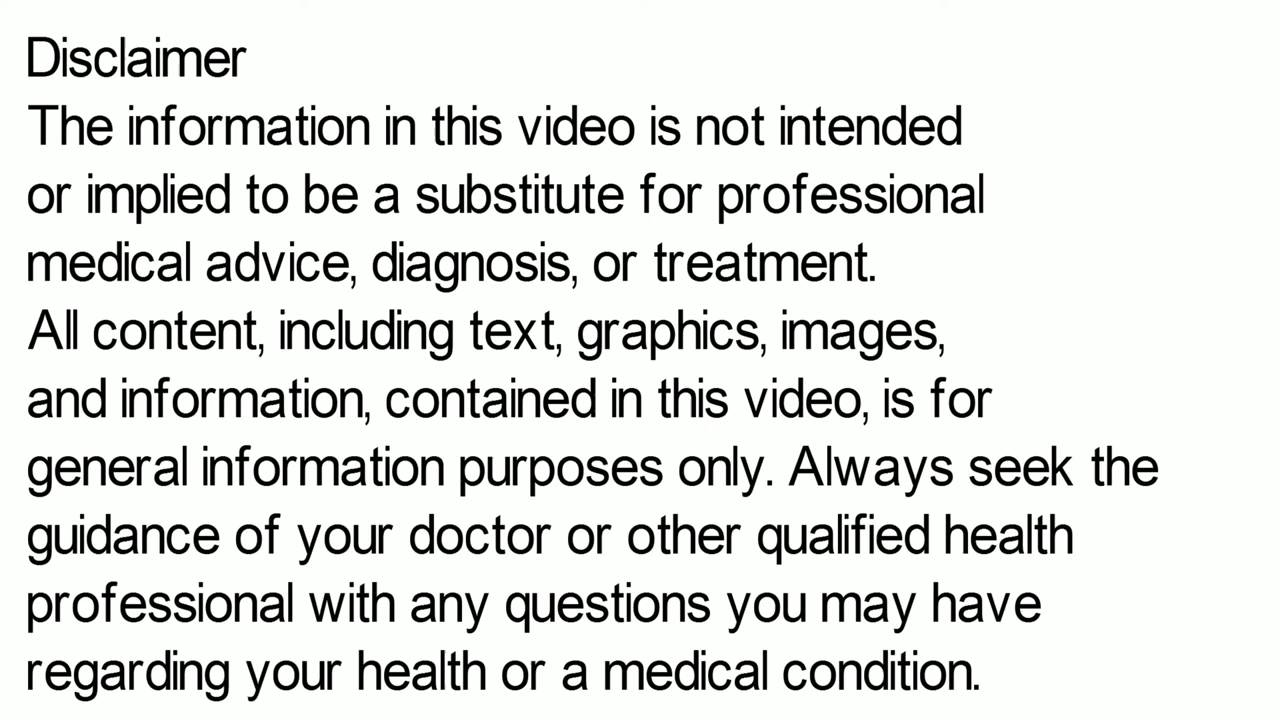 Disclaimer
The information in this video is not intended
or implied to be a substitute for professional
medical advice, diagnosis, or treatment.
All content, including text, graphics, images,
and information, contained in this video, is for
general information purposes only. Always seek the
guidance of your doctor or other qualified health
professional with any questions you may have
regarding your health or a medical condition.